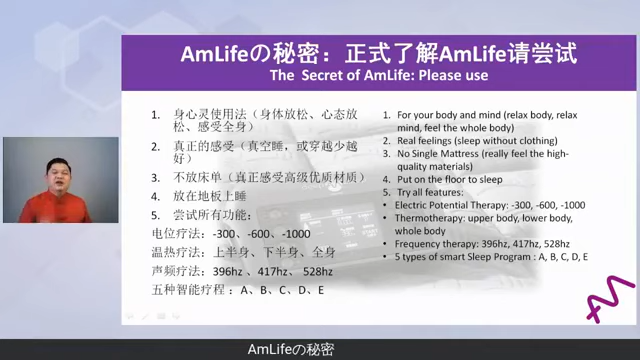 AmLifeの秘密：正式了解AmLife请尝试
The Secret of AmLife: Please use
1. 身心灵使用法（身体放松、心态放
松、感受全身）
2. 真正的感受（真空睡，或穿越少越
好）
3. 不放床单（真正感受高级优质材质）
4. 放在地板上睡
5. 尝试所有功能：
电位疗法：-300、-600、-1000
温热疗法：上半身、下半身、全身
声频疗法：396hz 、417hz、 528hz
五种智能疗程 ：A、B、C、D、E
1. For your body and mind (relax body, relax
mind, feel the whole body)
2. Real feelings (sleep without clothing)
3. No Single Mattress (really feel the high-
quality materials)
4. Put on the floor to sleep
5. Try all features:
• Electric Potential Therapy: -300, -600, -1000
• Thermotherapy: upper body, lower body,
whole body
• Frequency therapy: 396hz, 417hz, 528hz
• 5 types of smart Sleep Program : A, B, C, D, E
AmLifeの秘密